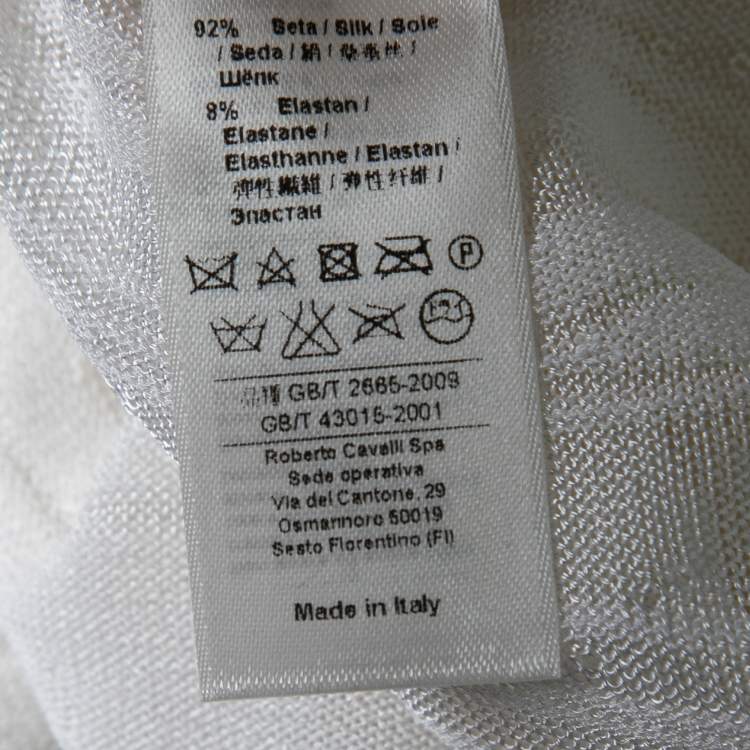 92% Seta / Silk / Soie
/ Seda / 絹 / 桑蚕丝 /
Шёлк
8% Elastan /
Elastane /
Elasthanne / Elastan /
弹性纖維 / 弹性纤维 /
Эластан
P
GB/T 2665-2009
GB/T 43015-2001
Roberto Cavalli Spa
Sede operativa
Via del Cantone, 29
Osmannoro 50019
Sesto Fiorentino (FI)
Made in Italy